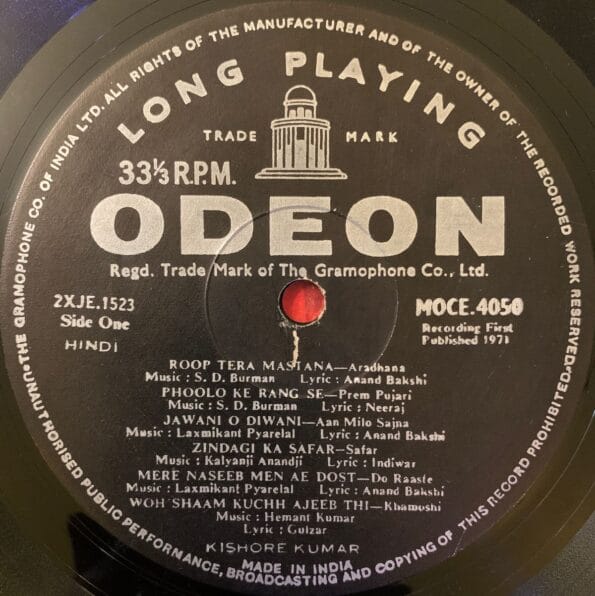 THE GRAMOPHONE CO. OF INDIA LTD. ALL RIGHTS OF THE MANUFACTURER AND OF THE OWNER OF THE RECORDED WORK RESERVED.
UNAUTHORISED PUBLIC PERFORMANCE, BROADCASTING AND COPYING OF THIS RECORD PROHIBITED.
LONG PLAYING
TRADE MARK
33⅓ R.P.M.
ODEON
Regd. Trade Mark of The Gramophone Co., Ltd.
2XJE.1523
Side One
HINDI
MOCE.4050
Recording First
Published 1971
ROOP TERA MASTANA—Aradhana
Music : S. D. Burman Lyric : Anand Bakshi
PHOOLO KE RANG SE—Prem Pujari
Music : S. D. Burman Lyric : Neeraj
JAWANI O DIWANI—Aan Milo Sajna
Music : Laxmikant Pyarelal Lyric : Anand Bakshi
ZINDAGI KA SAFAR—Safar
Music : Kalyanji Anandji Lyric : Indiwar
MERE NASEEB MEN AE DOST—Do Raaste
Music : Laxmikant Pyarelal Lyric : Anand Bakshi
WOH SHAAM KUCHH AJEEB THI—Khamoshi
Music : Hemant Kumar
Lyric : Gulzar
KISHORE KUMAR
MADE IN INDIA